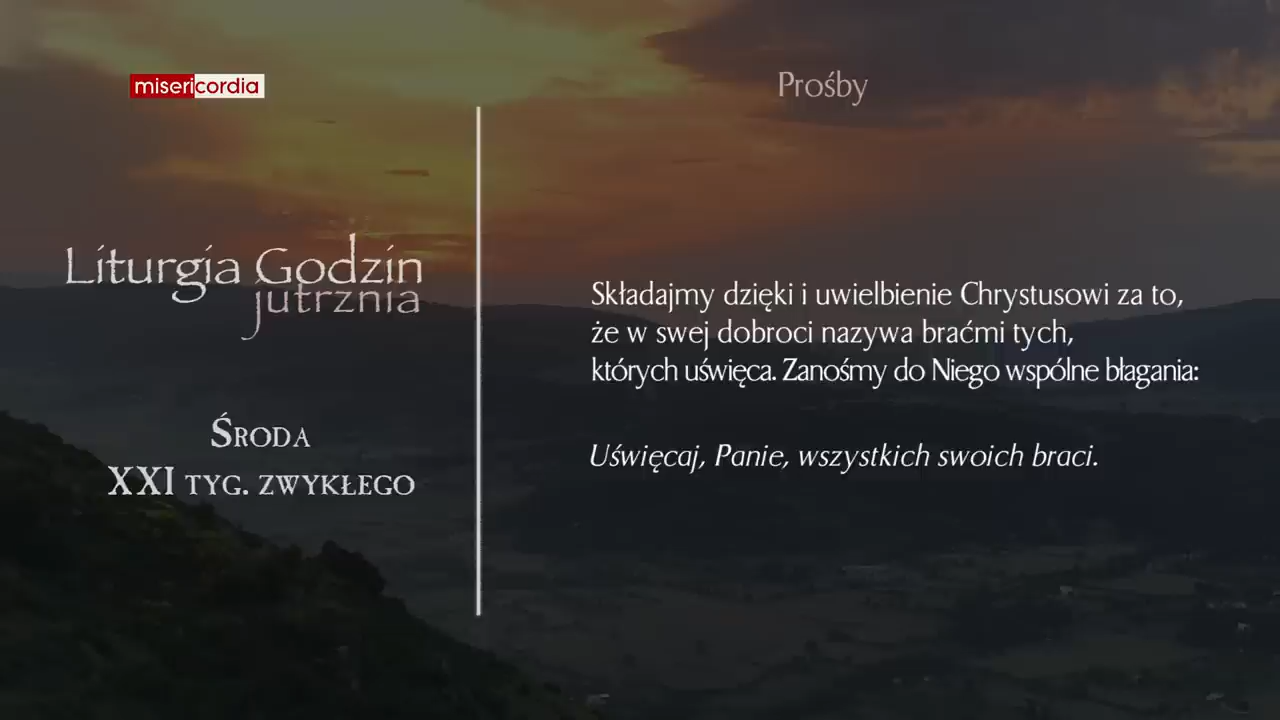 misericordia
Liturgia Godzin
jutrznia
Środa
XXI tyg. zwykłego
Prośby
Składajmy dzięki i uwielbienie Chrystusowi za to,
że w swej dobroci nazywa braćmi tych,
których uświęca. Zanośmy do Niego wspólne błagania:
Uświęcaj, Panie, wszystkich swoich braci.